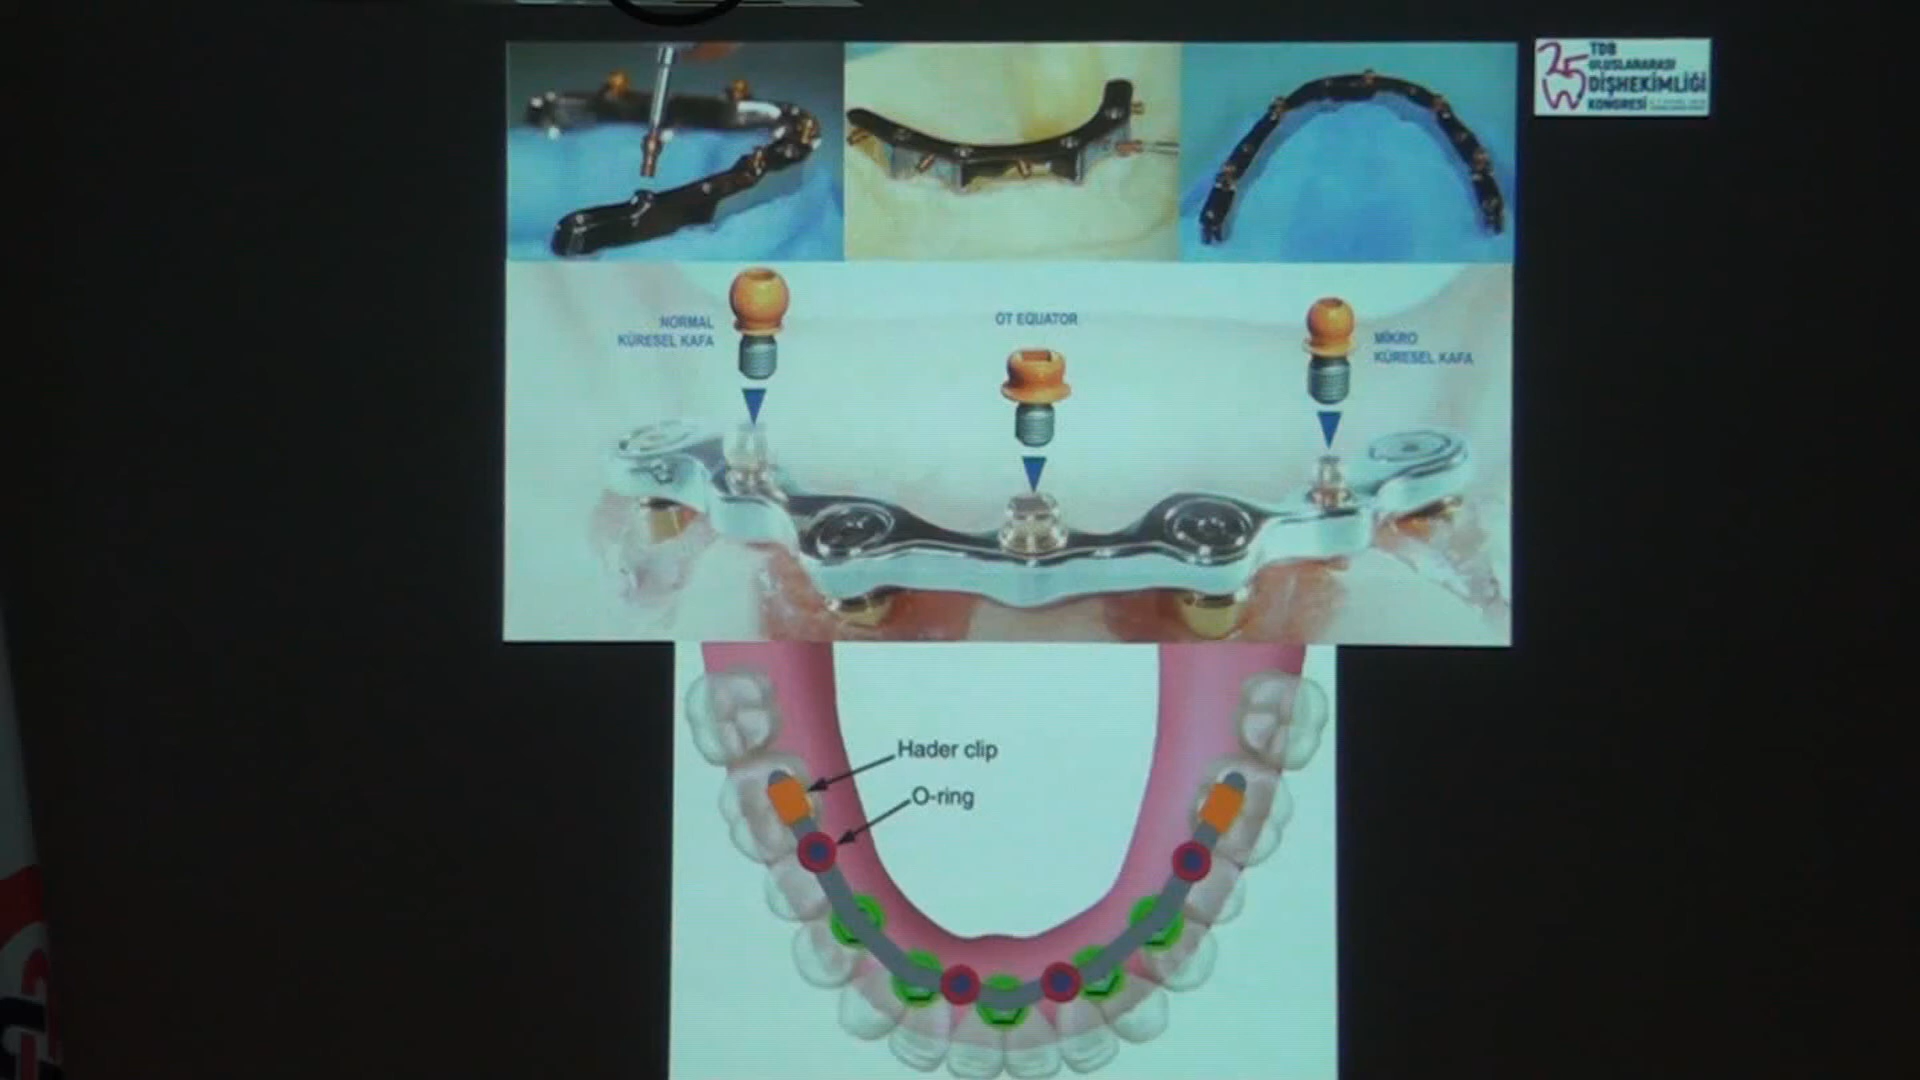 TDB
ULUSLARARASI
DİŞHEKİMLİĞİ
KONGRESİ
NORMAL
KÜRESEL KAFA
OT EQUATOR
MİKRO
KÜRESEL KAFA
Hader clip
O-ring